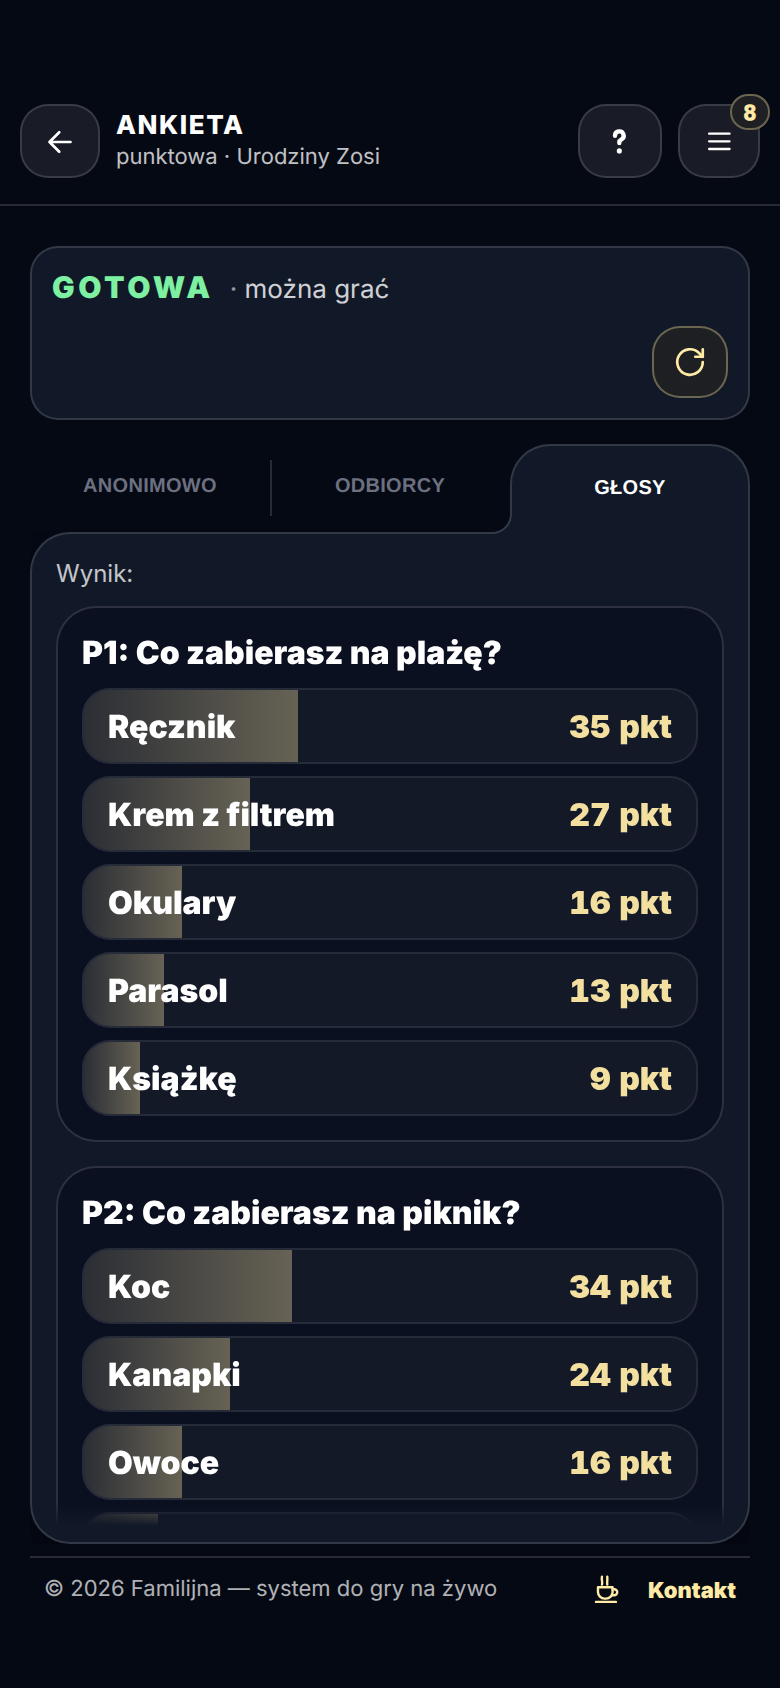 ANKIETA
punktowa · Urodziny Zosi
?
8
GOTOWA · można grać
ANONIMOWO
ODBIORCY
GŁOSY
Wynik:
P1: Co zabierasz na plażę?
Ręcznik 35 pkt
Krem z filtrem 27 pkt
Okulary 16 pkt
Parasol 13 pkt
Książkę 9 pkt
P2: Co zabierasz na piknik?
Koc 34 pkt
Kanapki 24 pkt
Owoce 16 pkt
© 2026 Familijna — system do gry na żywo
Kontakt